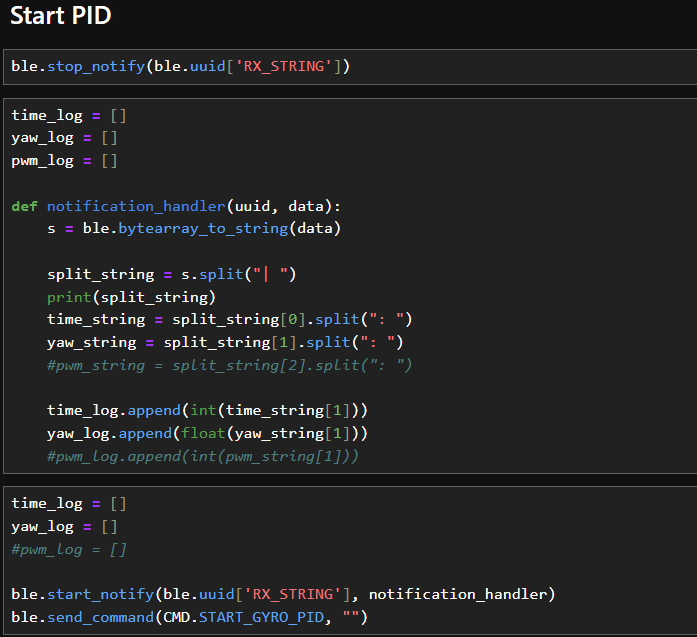 Start PID
ble.stop_notify(ble.uuid['RX_STRING'])
time_log = []
yaw_log = []
pwm_log = []
def notification_handler(uuid, data):
    s = ble.bytearray_to_string(data)
    split_string = s.split("| ")
    print(split_string)
    time_string = split_string[0].split(": ")
    yaw_string = split_string[1].split(": ")
    #pwm_string = split_string[2].split(": ")
    time_log.append(int(time_string[1]))
    yaw_log.append(float(yaw_string[1]))
    #pwm_log.append(int(pwm_string[1]))
time_log = []
yaw_log = []
#pwm_log = []
ble.start_notify(ble.uuid['RX_STRING'], notification_handler)
ble.send_command(CMD.START_GYRO_PID, "")